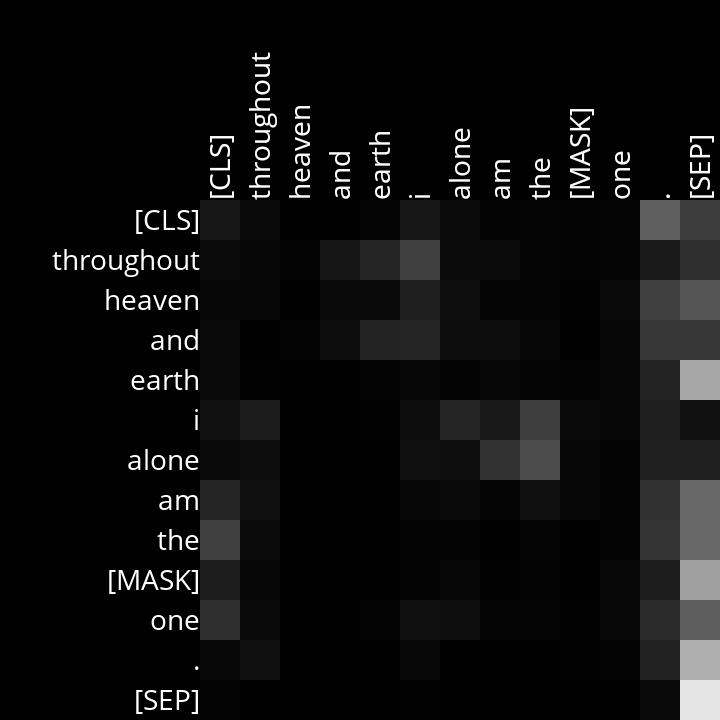 [CLS] throughout heaven and earth i alone am the [MASK] one . [SEP]
[CLS]
throughout
heaven
and
earth
i
alone
am
the
[MASK]
one
.
[SEP]